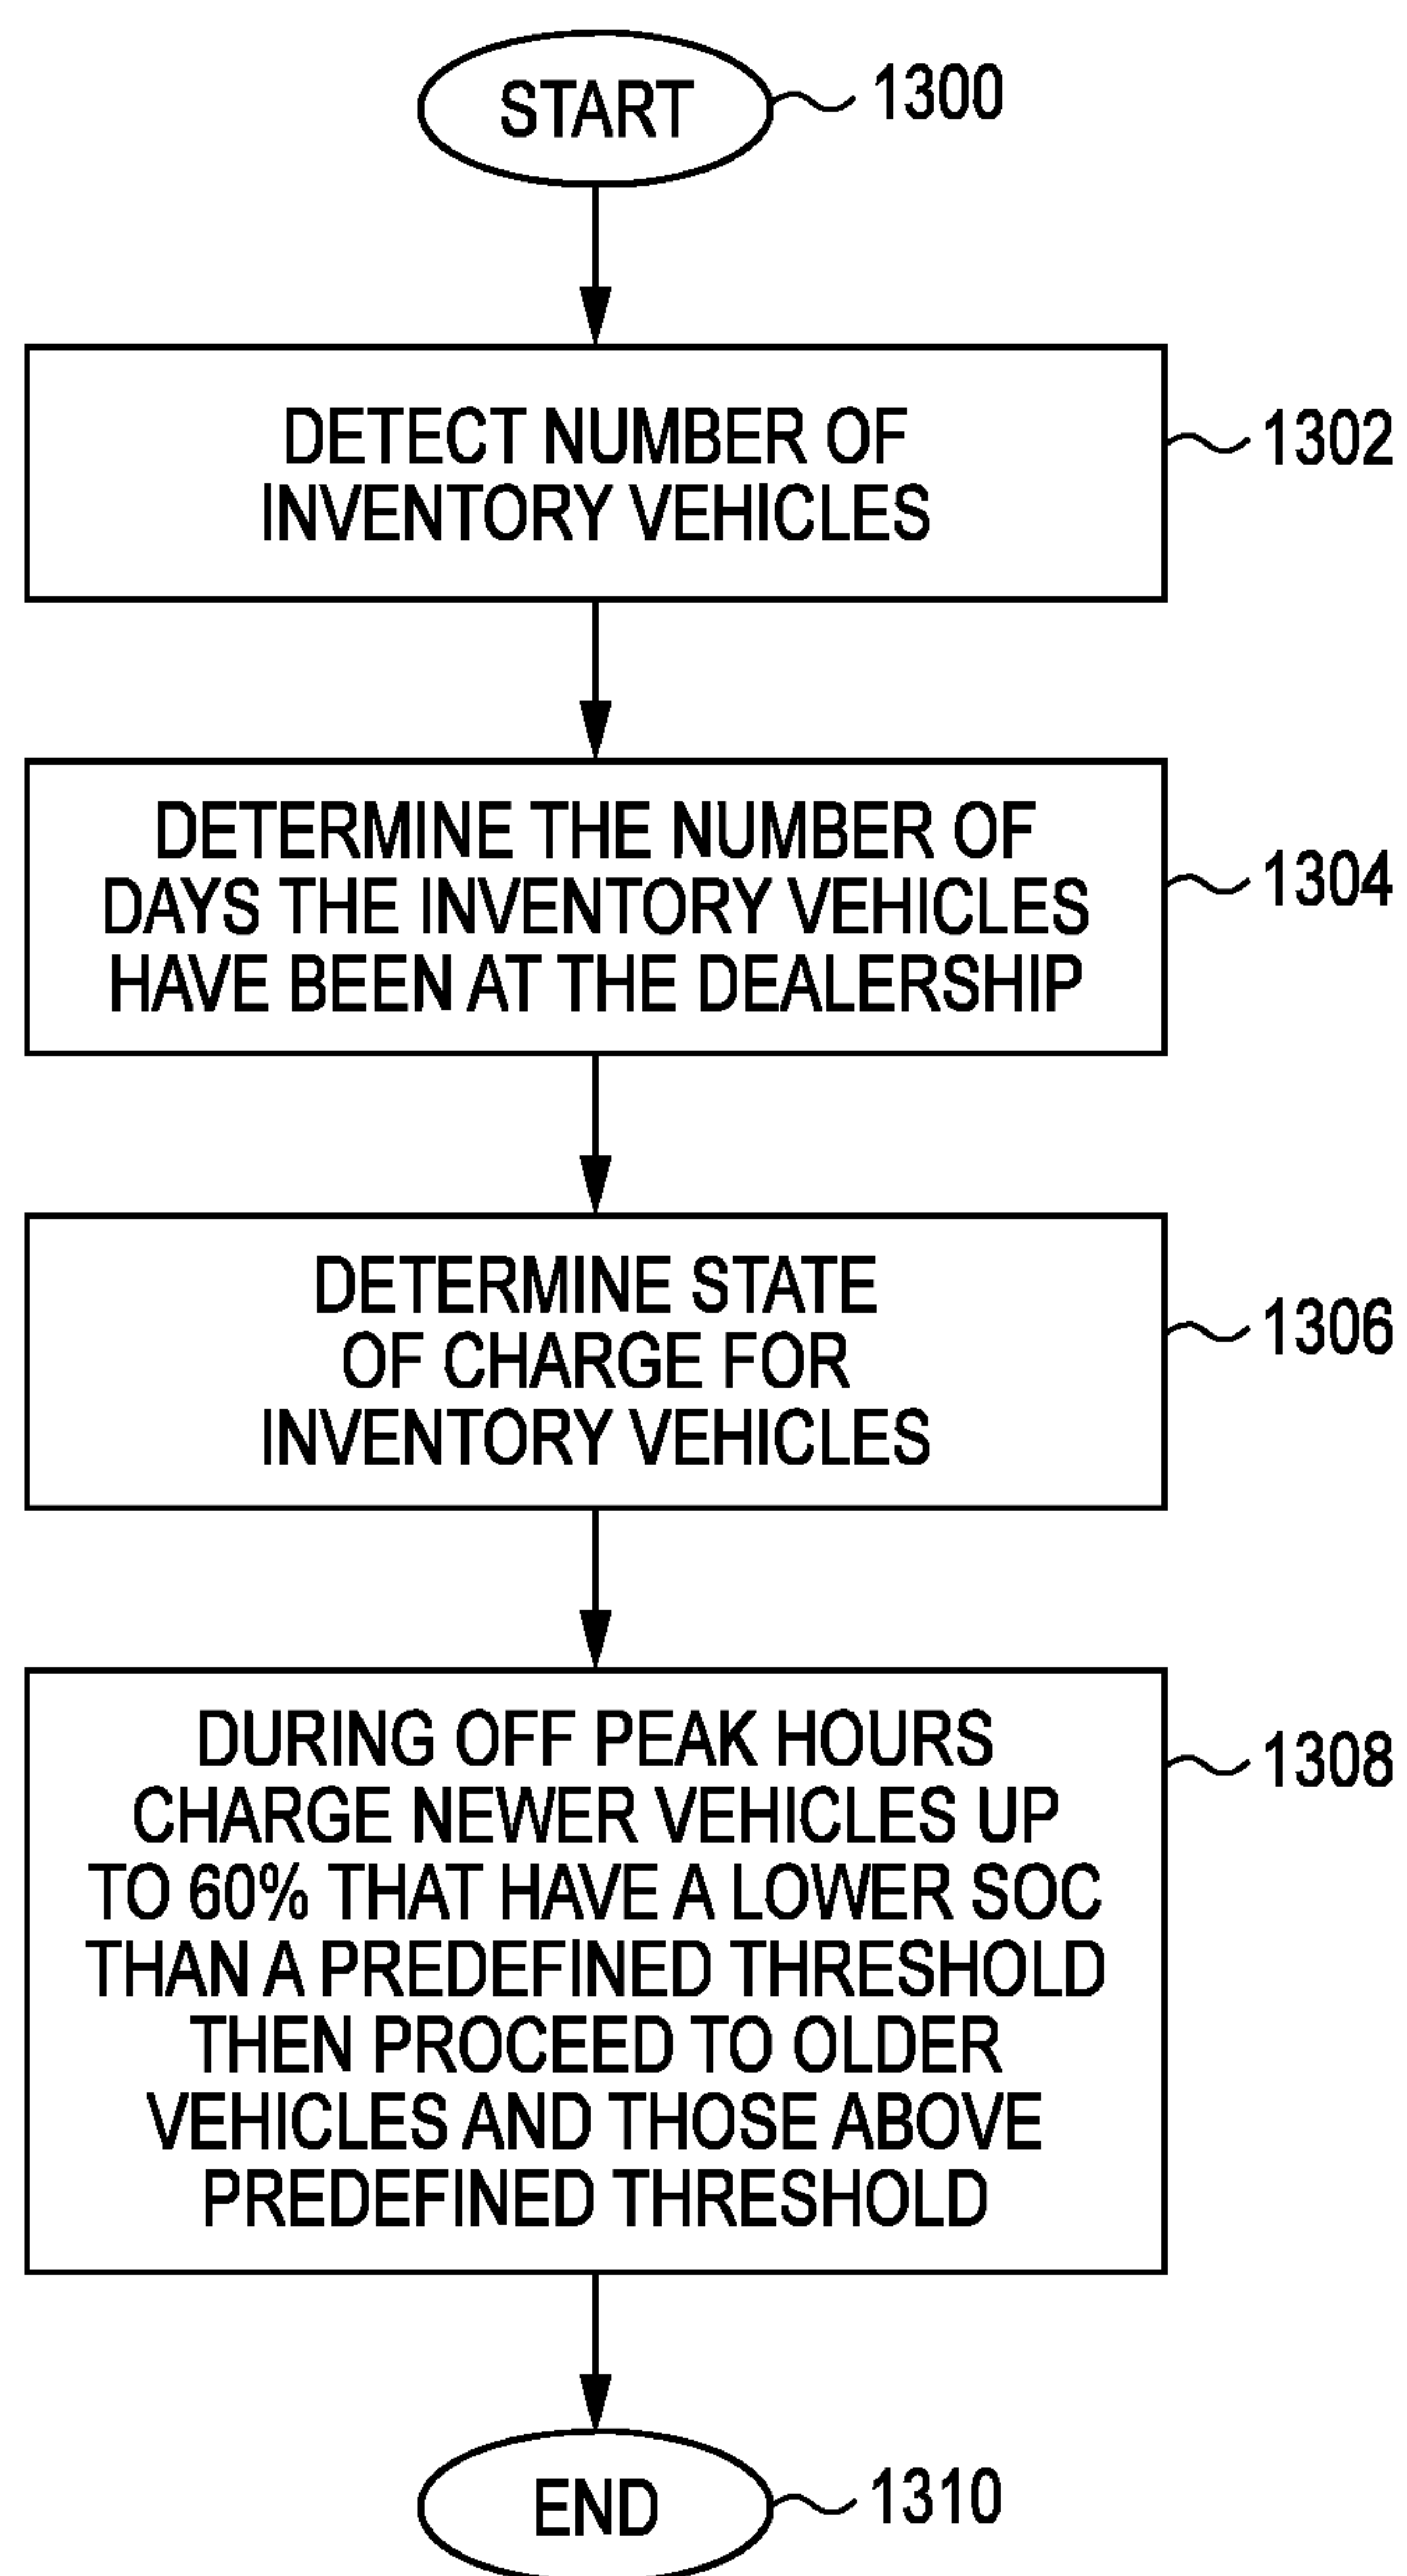 START
1300
DETECT NUMBER OF
INVENTORY VEHICLES
1302
DETERMINE THE NUMBER OF
DAYS THE INVENTORY VEHICLES
HAVE BEEN AT THE DEALERSHIP
1304
DETERMINE STATE
OF CHARGE FOR
INVENTORY VEHICLES
1306
DURING OFF PEAK HOURS
CHARGE NEWER VEHICLES UP
TO 60% THAT HAVE A LOWER SOC
THAN A PREDEFINED THRESHOLD
THEN PROCEED TO OLDER
VEHICLES AND THOSE ABOVE
PREDEFINED THRESHOLD
1308
END
1310